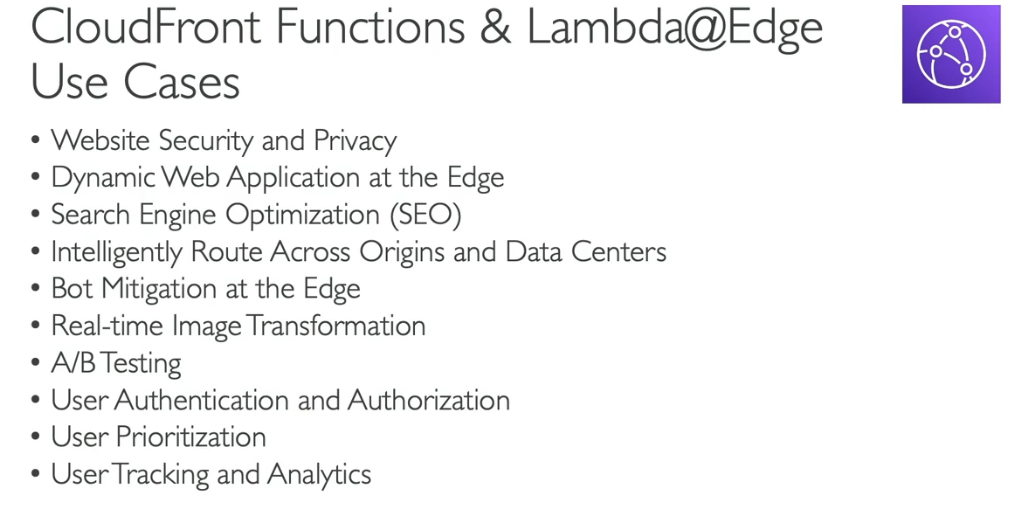 CloudFront Functions & Lambda@Edge
Use Cases
• Website Security and Privacy
• Dynamic Web Application at the Edge
• Search Engine Optimization (SEO)
• Intelligently Route Across Origins and Data Centers
• Bot Mitigation at the Edge
• Real-time Image Transformation
• A/B Testing
• User Authentication and Authorization
• User Prioritization
• User Tracking and Analytics